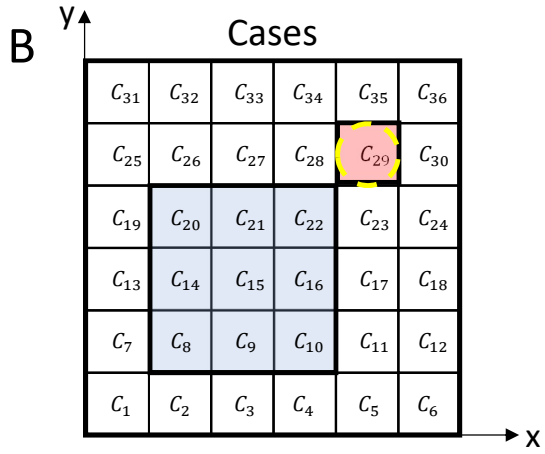 B
y
Cases
C₃₁ C₃₂ C₃₃ C₃₄ C₃₅ C₃₆
C₂₅ C₂₆ C₂₇ C₂₈ C₂₉ C₃₀
C₁₉ C₂₀ C₂₁ C₂₂ C₂₃ C₂₄
C₁₃ C₁₄ C₁₅ C₁₆ C₁₇ C₁₈
C₇ C₈ C₉ C₁₀ C₁₁ C₁₂
C₁ C₂ C₃ C₄ C₅ C₆
x